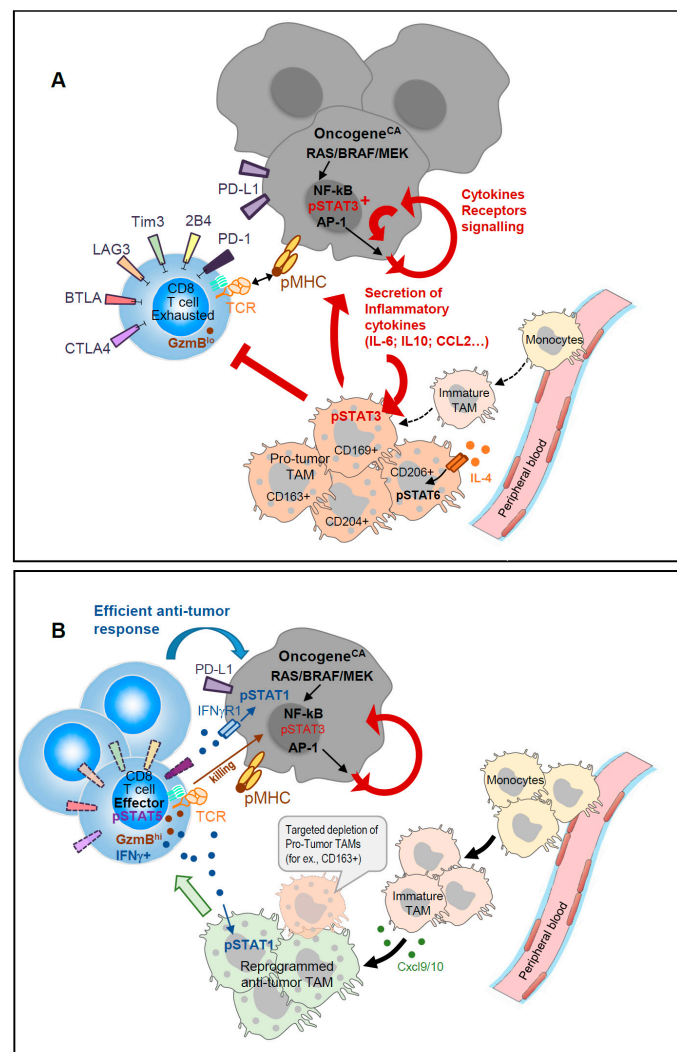 A
Oncogene^CA
RAS/BRAF/MEK
PD-L1
NF-kB
pSTAT3+
AP-1
Cytokines
Receptors
signalling
Tim3
2B4
LAG3
PD-1
BTLA
CD8
T cell
Exhausted
TCR
pMHC
GzmB^lo
CTLA4
Secretion of
Inflammatory
cytokines
(IL-6; IL10; CCL2...)
Monocytes
Immature
TAM
pSTAT3
CD169+
Pro-tumor
TAM
CD163+
CD206+
pSTAT6
IL-4
CD204+
Peripheral blood
B
Efficient anti-tumor
response
Oncogene^CA
PD-L1
RAS/BRAF/MEK
pSTAT1
IFNγR1
NF-kB
pSTAT3
AP-1
killing
pMHC
CD8
T cell
Effector
pSTAT5
TCR
GzmB^hi
IFNγ+
Monocytes
Targeted depletion of
Pro-Tumor TAMs
(for ex., CD163+)
Immature
TAM
Cxcl9/10
pSTAT1
Reprogrammed
anti-tumor TAM
Peripheral blood